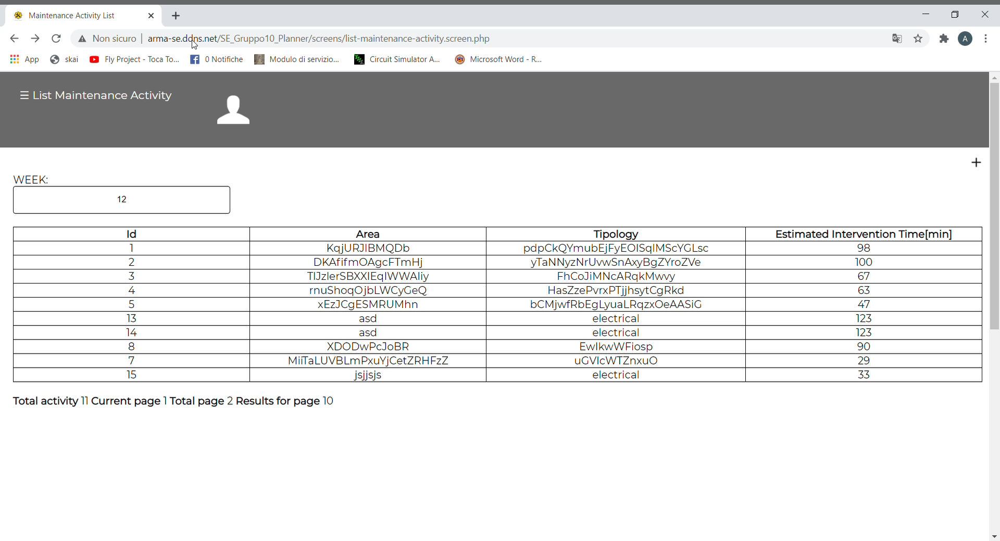 Maintenance Activity List
Non sicuro | arma-se.ddns.net/SE_Gruppo10_Planner/screens/list-maintenance-activity.screen.php
A
App skai Fly Project - Toca To... 0 Notifiche Modulo di servizio... Circuit Simulator A... Microsoft Word - R...
☰ List Maintenance Activity
+
WEEK:
12
Id Area Tipology Estimated Intervention Time[min]
1 KqjURJIBMQDb pdpCkQYmubEjFyEOISqIMScYGLsc 98
2 DKAfifmOAgcFTmHj yTaNNyzNrUvwSnAxyBgZYroZVe 100
3 TIJzlerSBXXIEqIWWAliy FhCoJiMNcARqkMwvy 67
4 rnuShoqOjbLWCyGeQ HasZzePvrxPTjjhsytCgRkd 63
5 xEzJCgESMRUMhn bCMjwfRbEgLyuaLRqzxOeAASiG 47
13 asd electrical 123
14 asd electrical 123
8 XDODwPcJoBR EwIkwWFiosp 90
7 MiiTaLUVBLmPxuYjCetZRHFzZ uGVIcWTZnxuO 29
15 jsjjsjs electrical 33
Total activity 11 Current page 1 Total page 2 Results for page 10